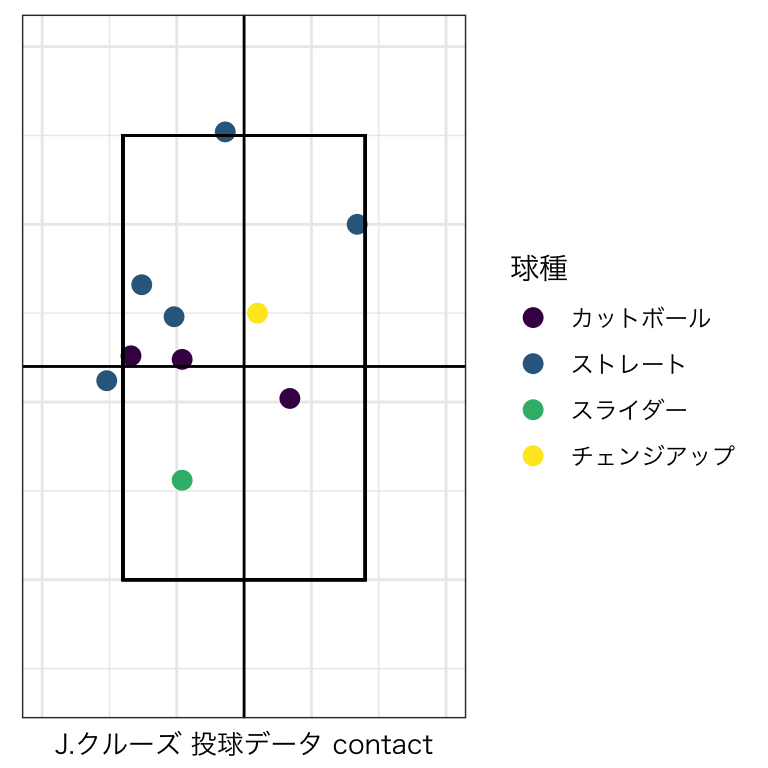 球種
カットボール
ストレート
スライダー
チェンジアップ
J.クルーズ 投球データ contact